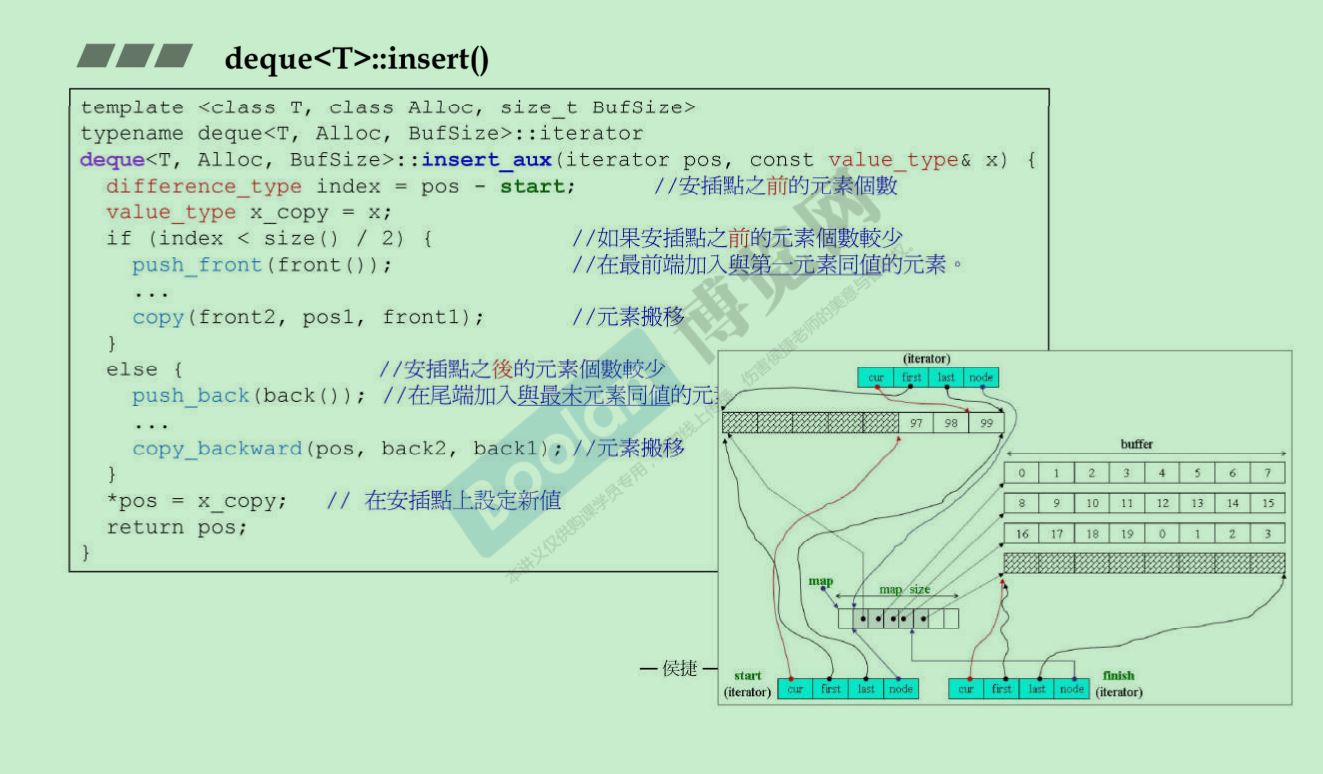 deque<T>::insert()
template <class T, class Alloc, size_t BufSize>
typename deque<T, Alloc, BufSize>::iterator
deque<T, Alloc, BufSize>::insert_aux(iterator pos, const value_type& x) {
difference_type index = pos - start; //安插點之前的元素個數
value_type x_copy = x;
if (index < size() / 2) { //如果安插點之前的元素個數較少
push_front(front()); //在最前端加入與第一元素同值的元素。
...
copy(front2, pos1, front1); //元素搬移
}
else { //安插點之後的元素個數較少
push_back(back()); //在尾端加入與最末元素同值的元
...
copy_backward(pos, back2, back1); //元素搬移
}
*pos = x_copy; // 在安插點上設定新值
return pos;
}
(iterator)
cur first last node
97 98 99
buffer
0 1 2 3 4 5 6 7
8 9 10 11 12 13 14 15
16 17 18 19 0 1 2 3
map
map size
— 侯捷 —
start
(iterator)
cur first last node
cur first last node
finish
(iterator)
Boolan
博览网